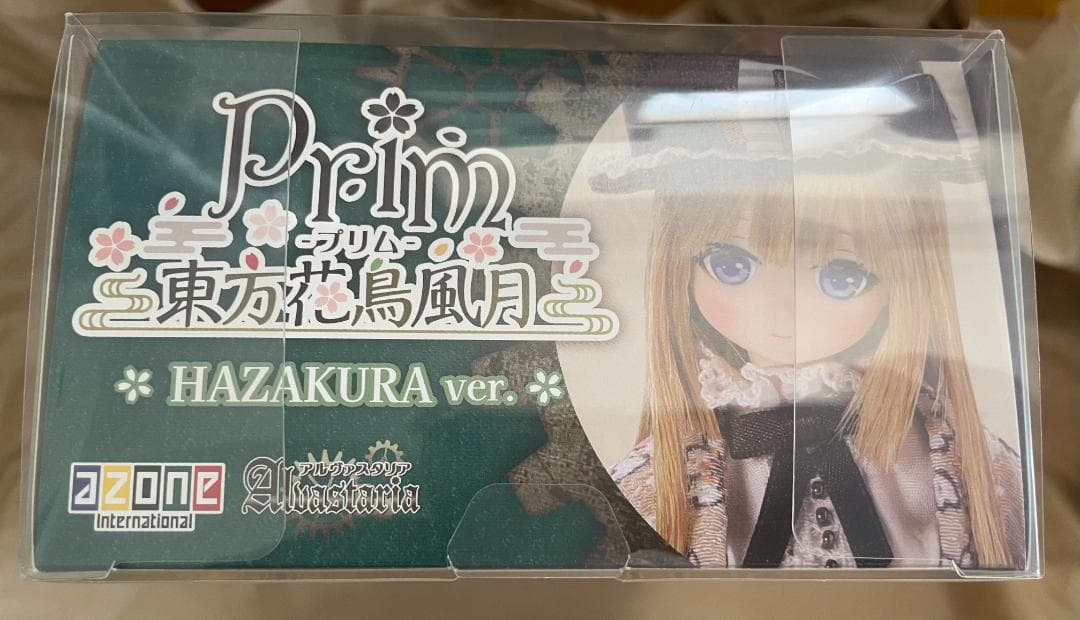 Prim
-プリム-
東方花鳥風月
HAZAKURA ver.
azone
International
アルヴァスタリア
Alvastaria